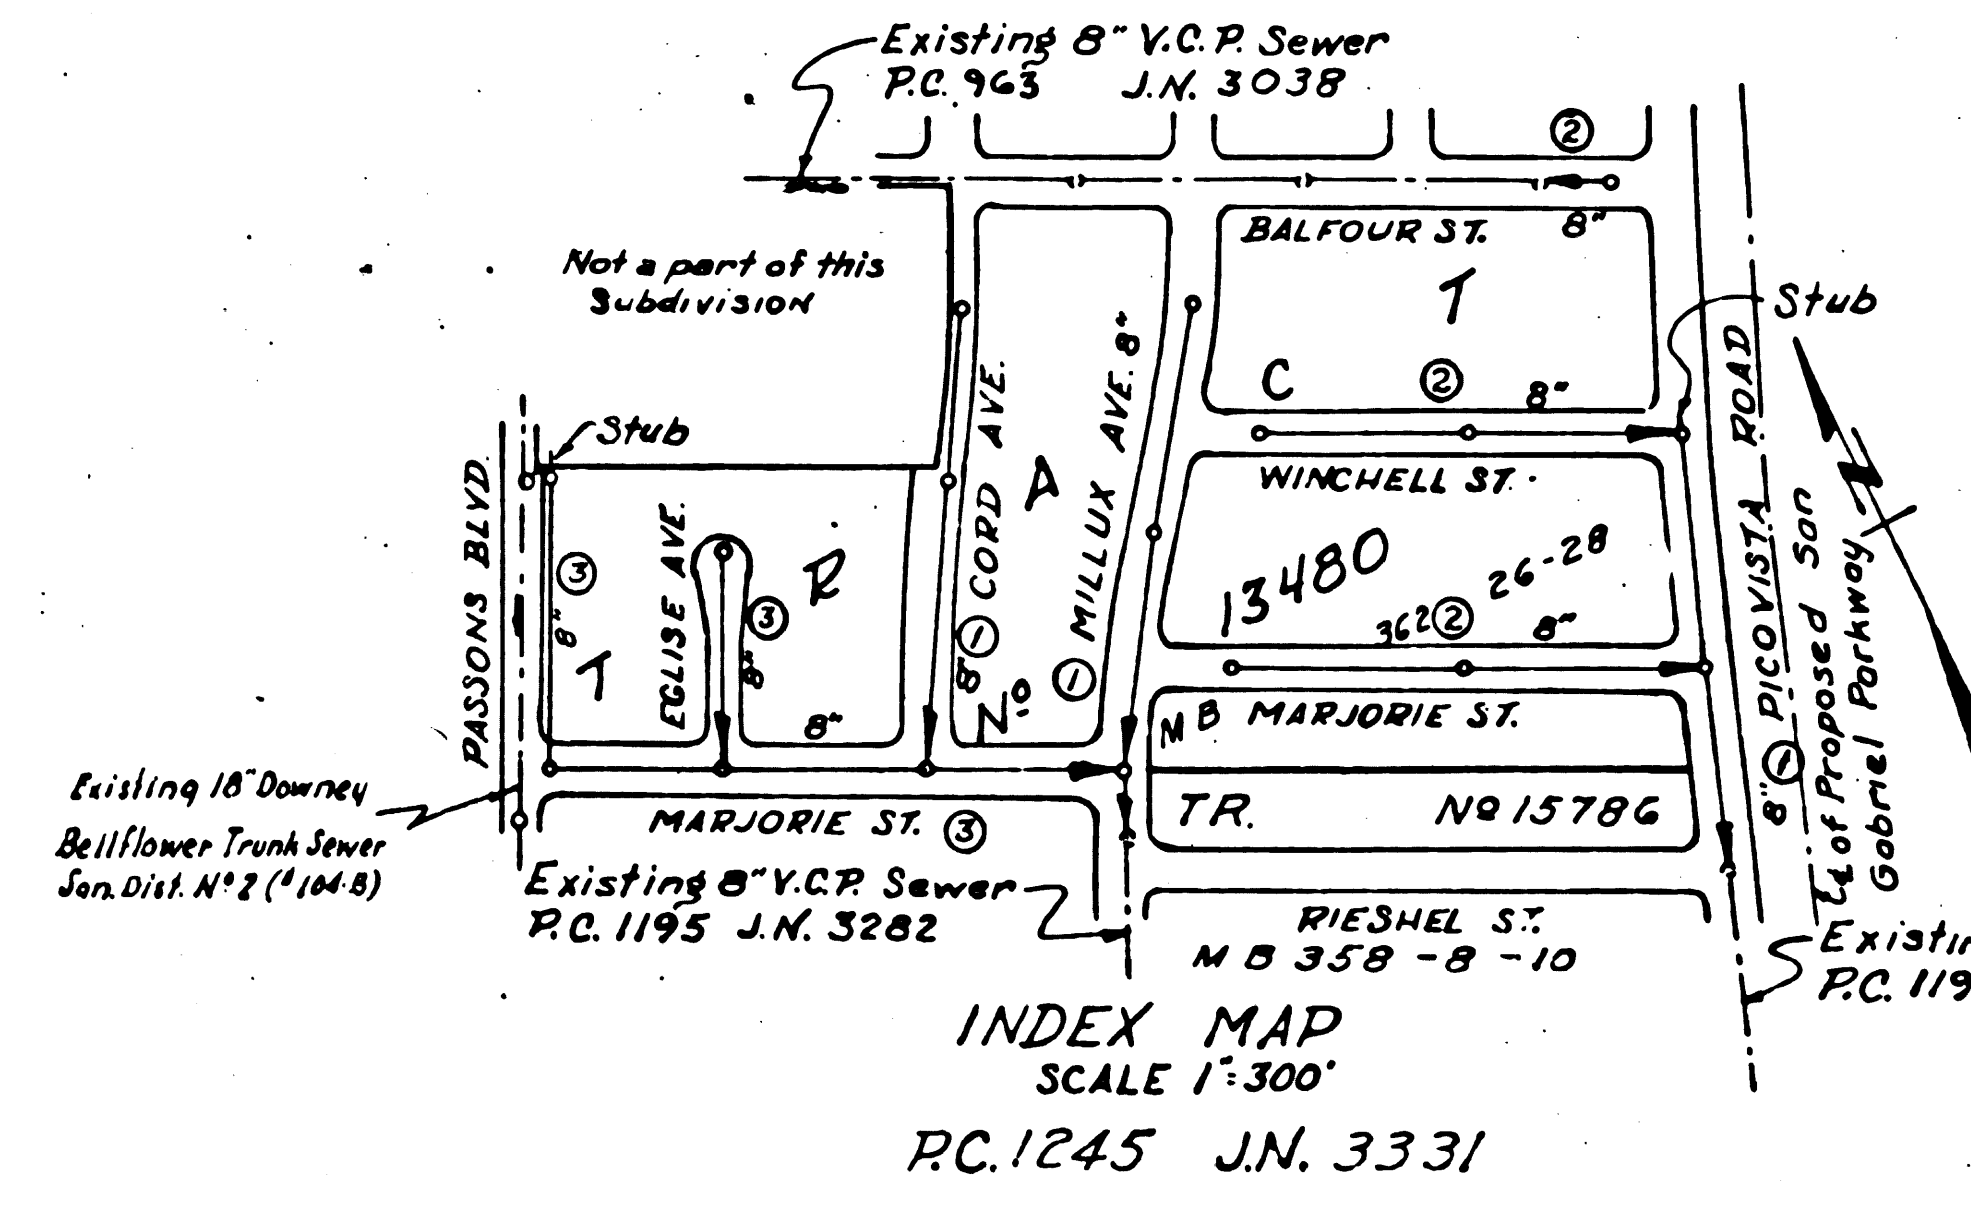 Existing 8" V.C.P. Sewer
P.C. 963 J.N. 3038
2
BALFOUR ST. 8"
Not a part of this
Subdivision
T
Stub
C 2 8"
WINCHELL ST.
Stub
PASSONS BLVD.
3
8"
T
EGLISE AVE.
3
8"
R
8"
CORD AVE.
1
8"
A
Nº
MILLUX AVE. 8"
1
13480
362 2 26-28
8"
MB MARJORIE ST.
TR. Nº 15786
PICOVISTA ROAD
8" 1
of Proposed San
Gabriel Parkway
N
MARJORIE ST. 3
Existing 18" Downey
Bellflower Trunk Sewer
San. Dist. Nº 2 (#104-B)
Existing 8" V.C.P. Sewer
P.C. 1195 J.N. 3282
RIESHEL ST.
MB 358-8-10
Existin
P.C. 119
INDEX MAP
SCALE 1"=300'
P.C. 1245 J.N. 3331